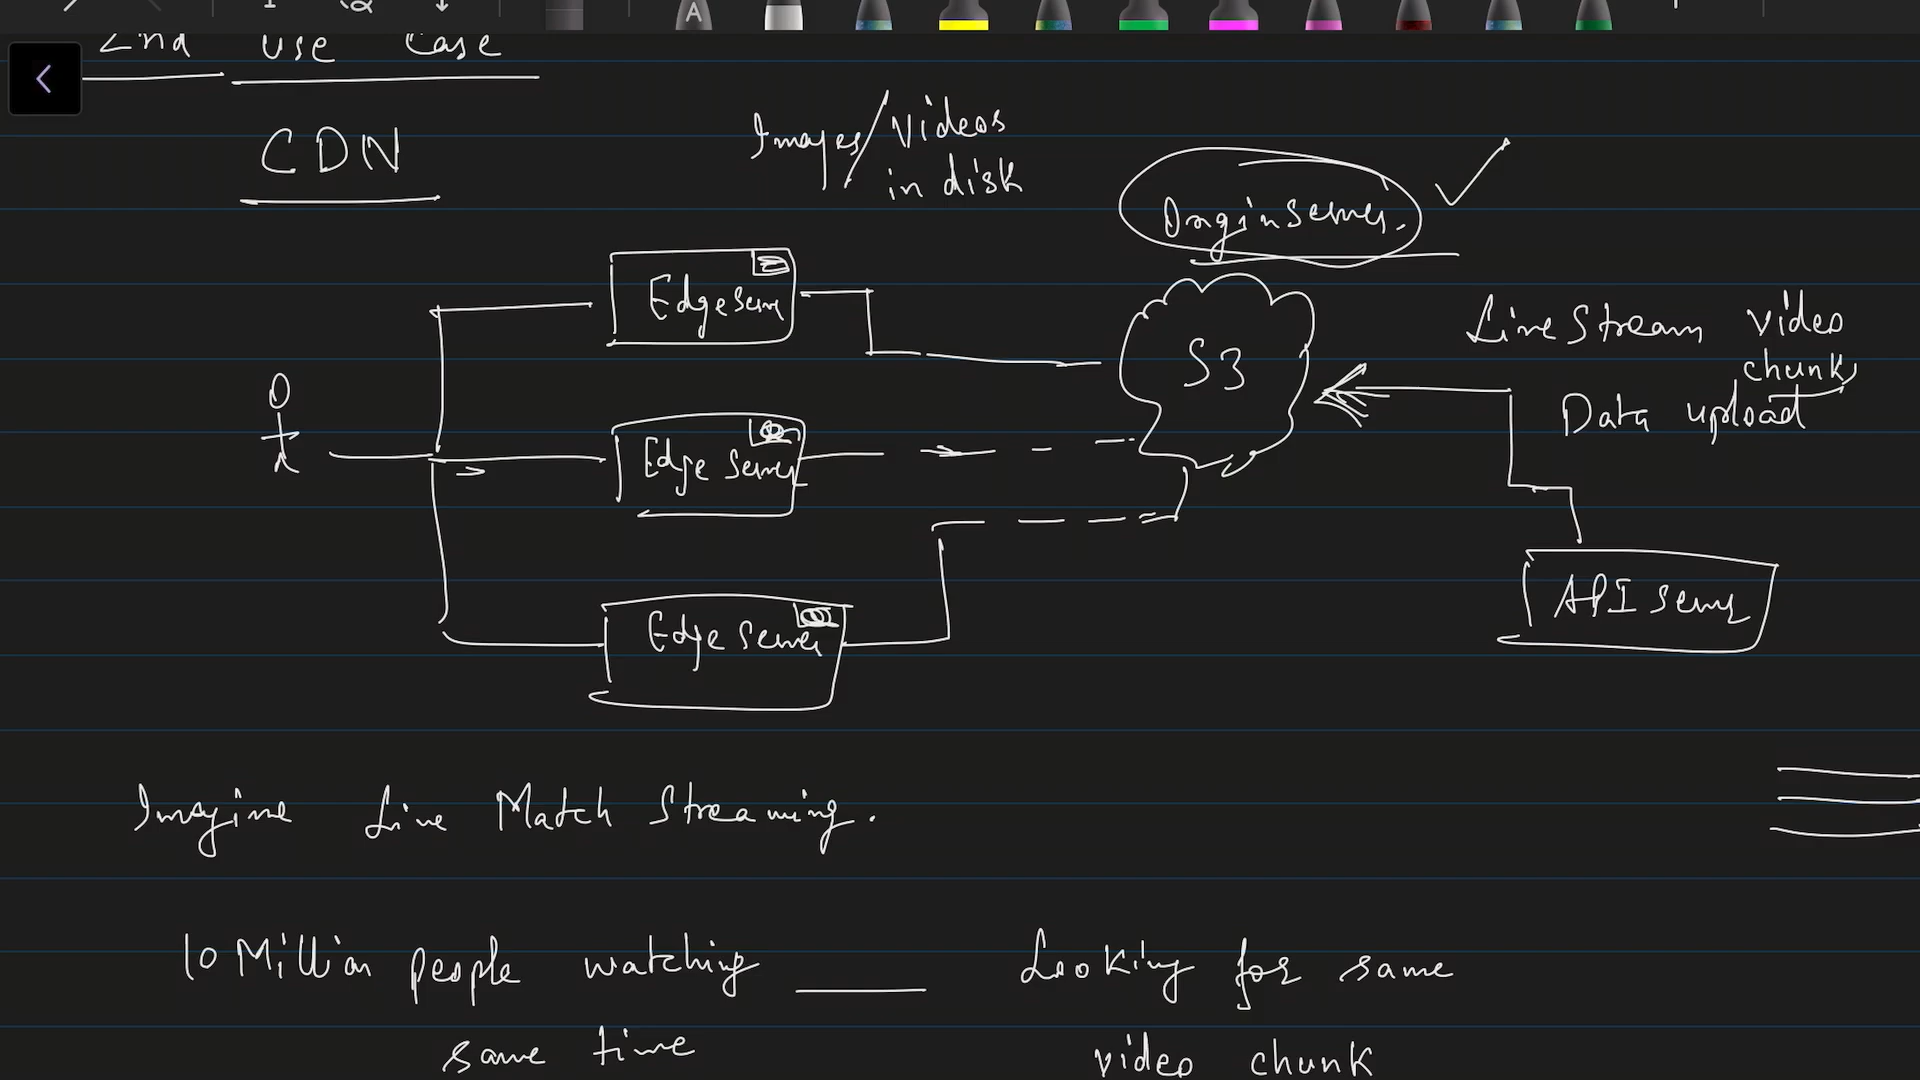 2nd use case
CDN
Images/Videos
in disk
Origin server.
Edge server
S3
Live Stream video
chunks
Data upload
Edge server
API server
Edge server
Imagine Live Match Streaming.
10 Million people watching Looking for same
same time video chunk
A